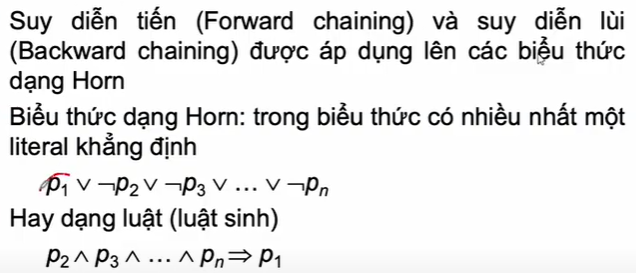 Suy diễn tiến (Forward chaining) và suy diễn lùi
(Backward chaining) được áp dụng lên các biểu thức
dạng Horn
Biểu thức dạng Horn: trong biểu thức có nhiều nhất một
literal khẳng định
p₁ ∨ ¬p₂ ∨ ¬p₃ ∨ … ∨ ¬pₙ
Hay dạng luật (luật sinh)
p₂ ∧ p₃ ∧ … ∧ pₙ ⇒ p₁